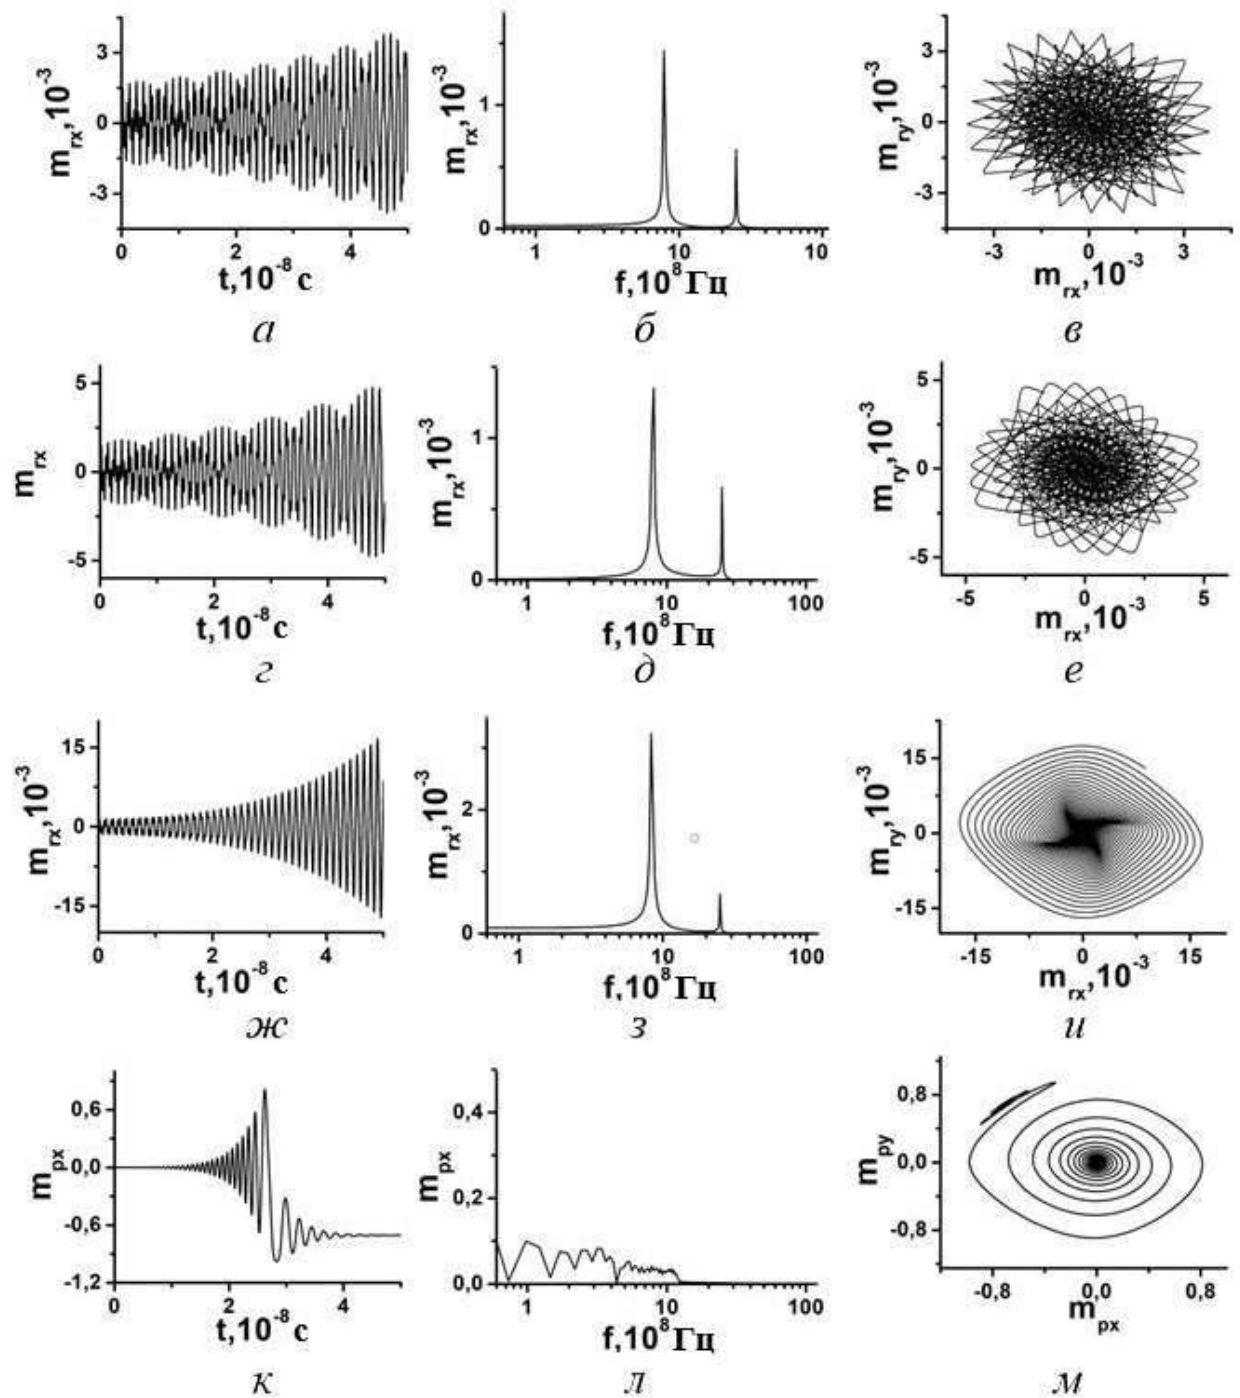 3
0
-3
m_rx,10^-3
0 2 4
t,10^-8 с
а
1
0
m_rx,10^-3
1 10 10
f,10^8 Гц
б
3
0
-3
m_ry,10^-3
-3 0 3
m_rx,10^-3
в
5
0
-5
m_rx
0 2 4
t,10^-8 с
г
1
0
m_rx,10^-3
1 10 100
f,10^8 Гц
д
5
0
-5
m_ry,10^-3
-5 0 5
m_rx,10^-3
е
15
0
-15
m_rx,10^-3
0 2 4
t,10^-8 с
ж
2
0
m_rx,10^-3
1 10 100
f,10^8 Гц
з
15
0
-15
m_ry,10^-3
-15 0 15
m_rx,10^-3
и
0,6
0,0
-0,6
-1,2
m_px
0 2 4
t,10^-8 с
к
0,4
0,2
0,0
m_px
1 10 100
f,10^8 Гц
л
0,8
0,0
-0,8
m_py
-0,8 0,0 0,8
m_px
м